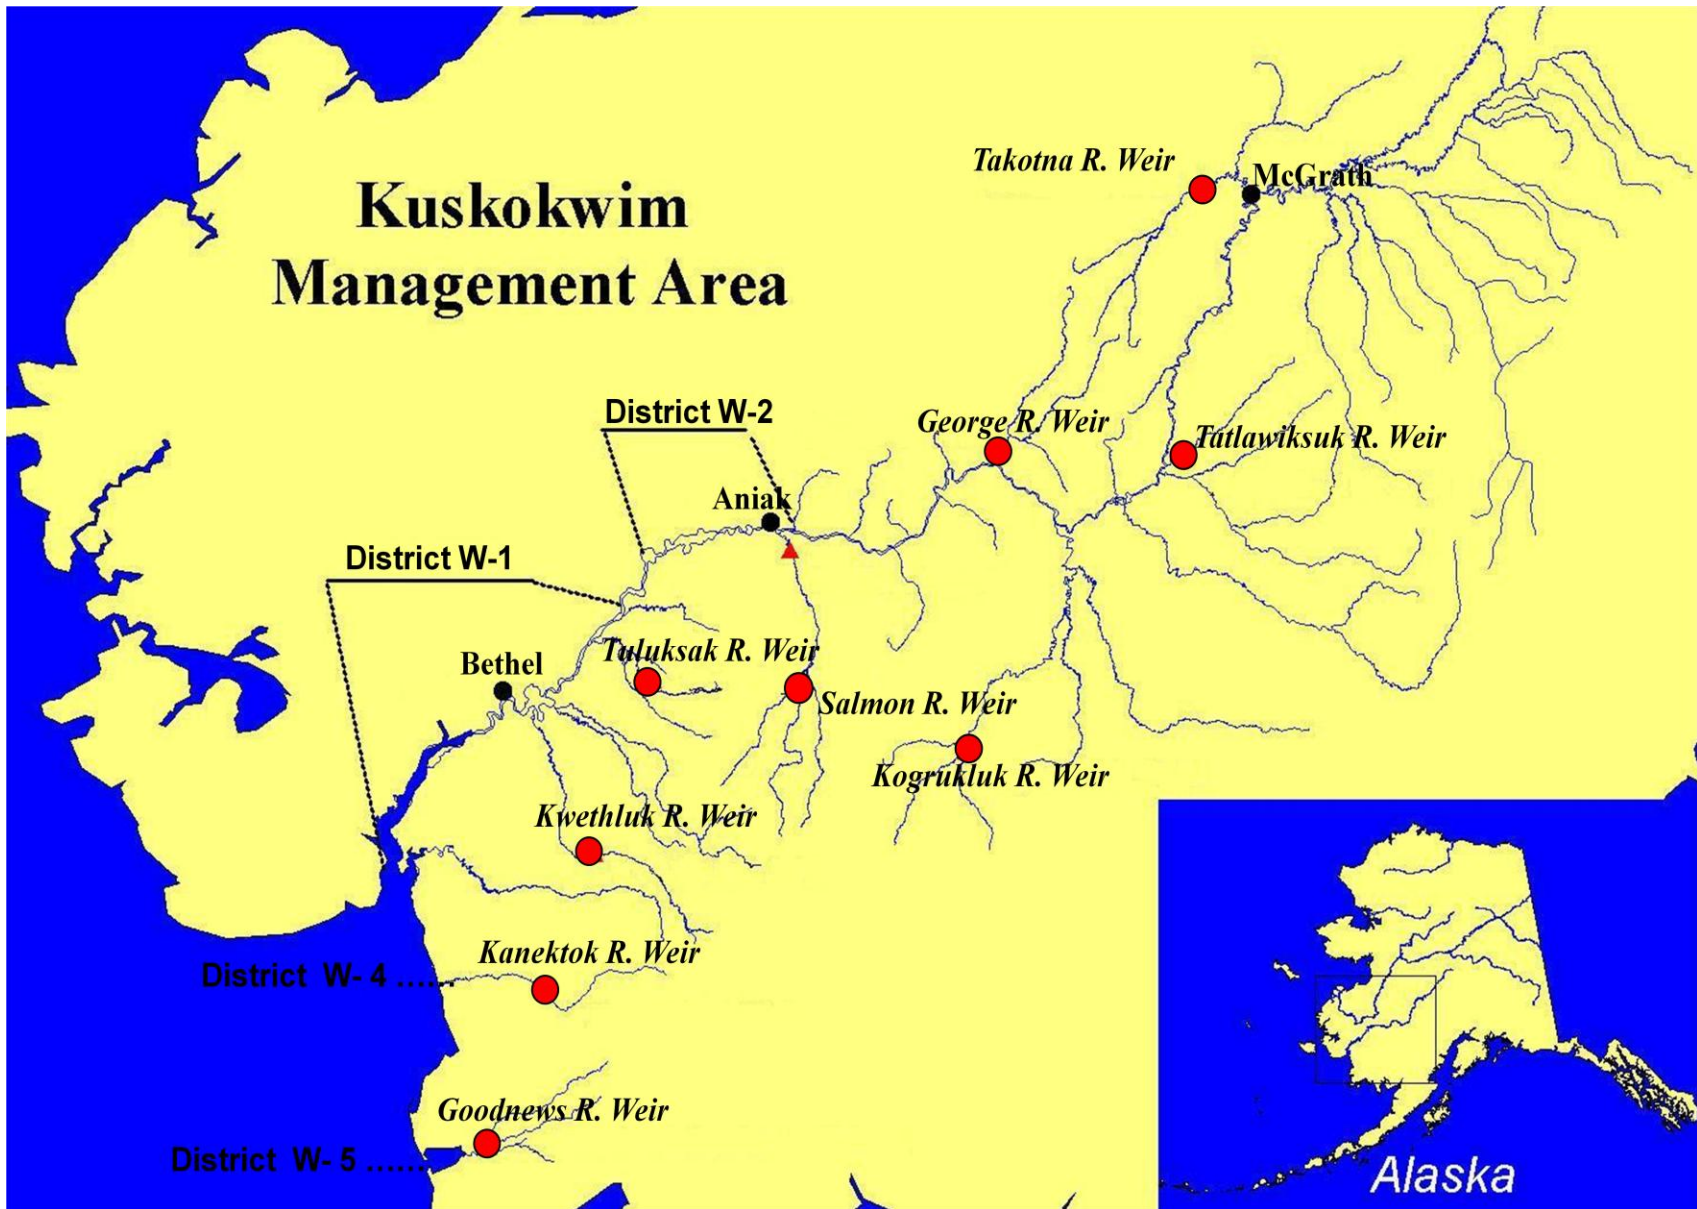 Takotna R. Weir
McGrath
Kuskokwim
Management Area
District W-2
George R. Weir
Tatlawiksuk R. Weir
Aniak
District W-1
Tuluksak R. Weir
Bethel
Salmon R. Weir
Kogrukluk R. Weir
Kwethluk R. Weir
Kanektok R. Weir
District W- 4 ......
Goodnews R. Weir
District W- 5 ......
Alaska